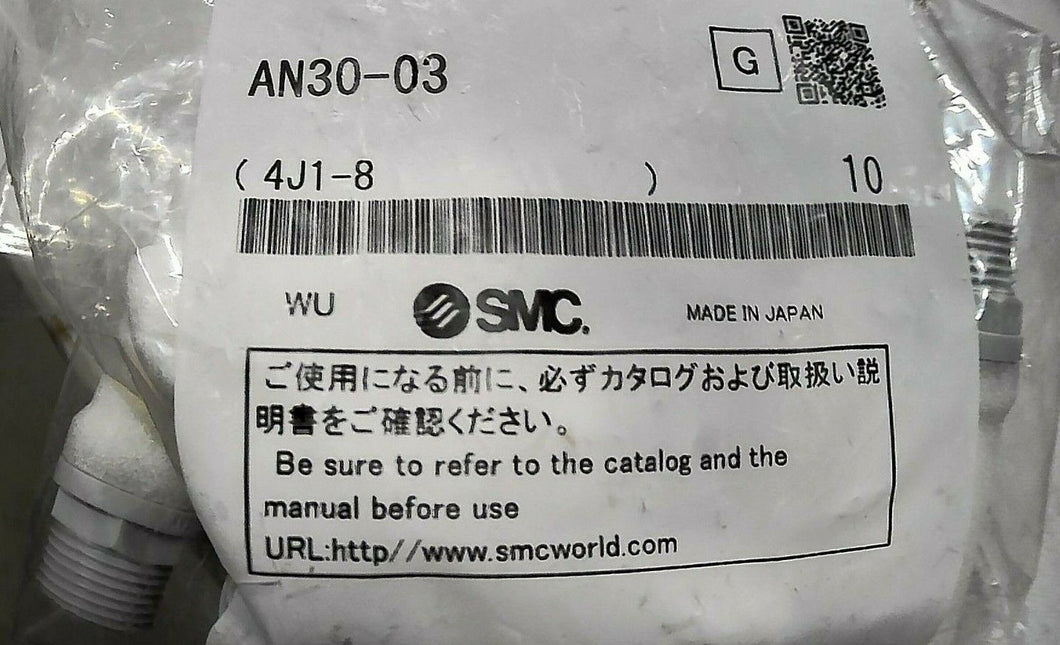 AN30-03
G
( 4J1-8 ) 10
WU
SMC.
MADE IN JAPAN
ご使用になる前に、必ずカタログおよび取扱い説
明書をご確認ください。
Be sure to refer to the catalog and the
manual before use
URL:http//www.smcworld.com